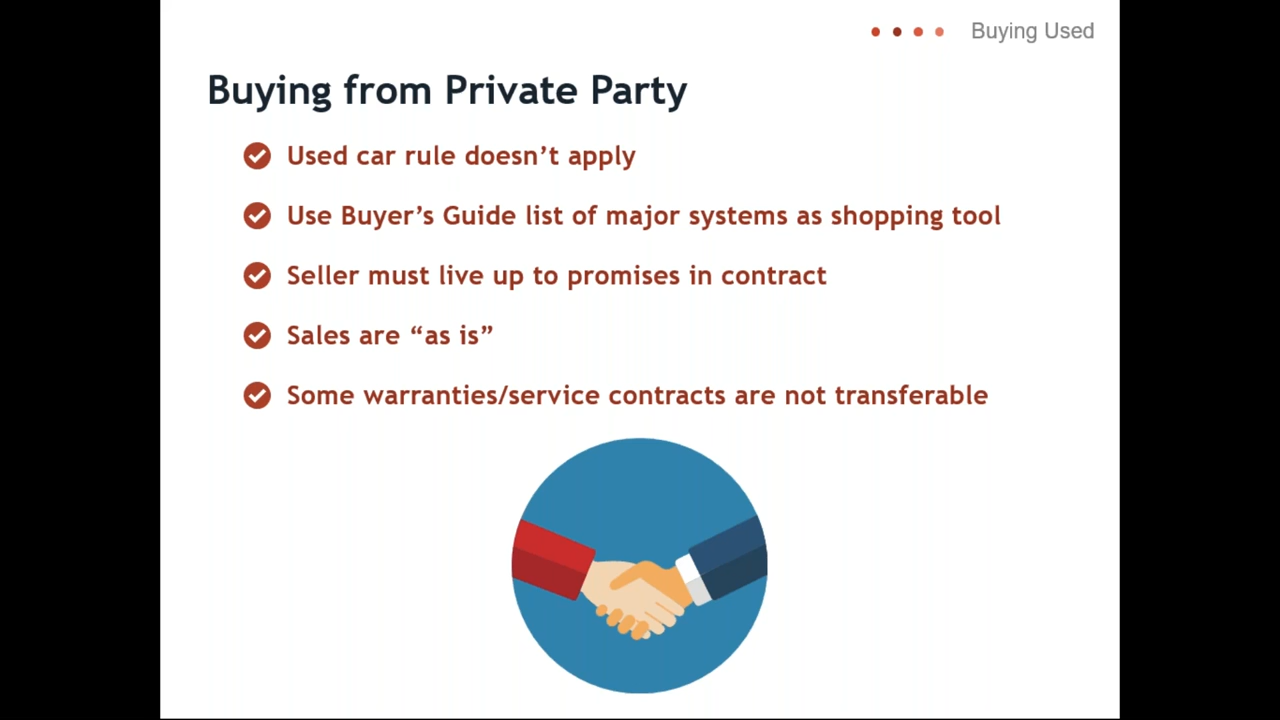 Buying Used
Buying from Private Party
Used car rule doesn’t apply
Use Buyer’s Guide list of major systems as shopping tool
Seller must live up to promises in contract
Sales are “as is”
Some warranties/service contracts are not transferable